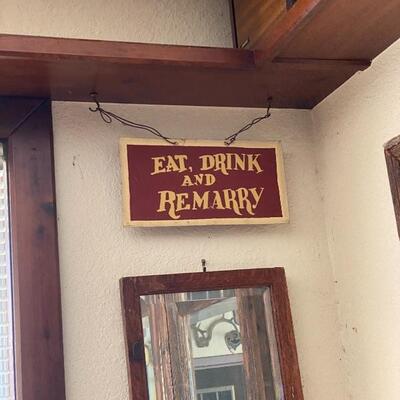 EAT, DRINK
AND
REMARRY